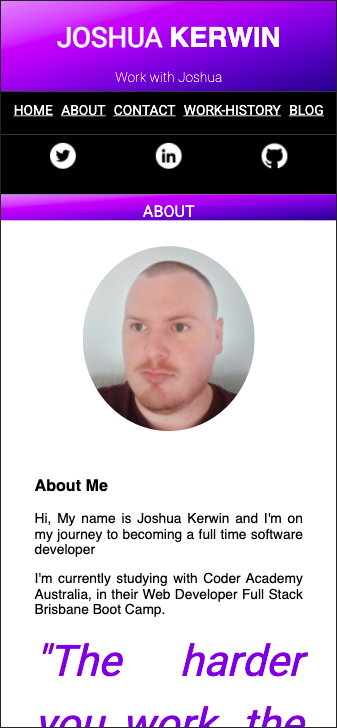 JOSHUA KERWIN
Work with Joshua
HOME ABOUT CONTACT WORK-HISTORY BLOG
in
ABOUT
About Me
Hi, My name is Joshua Kerwin and I'm on
my journey to becoming a full time software
developer
I'm currently studying with Coder Academy
Australia, in their Web Developer Full Stack
Brisbane Boot Camp.
"The harder
you work the